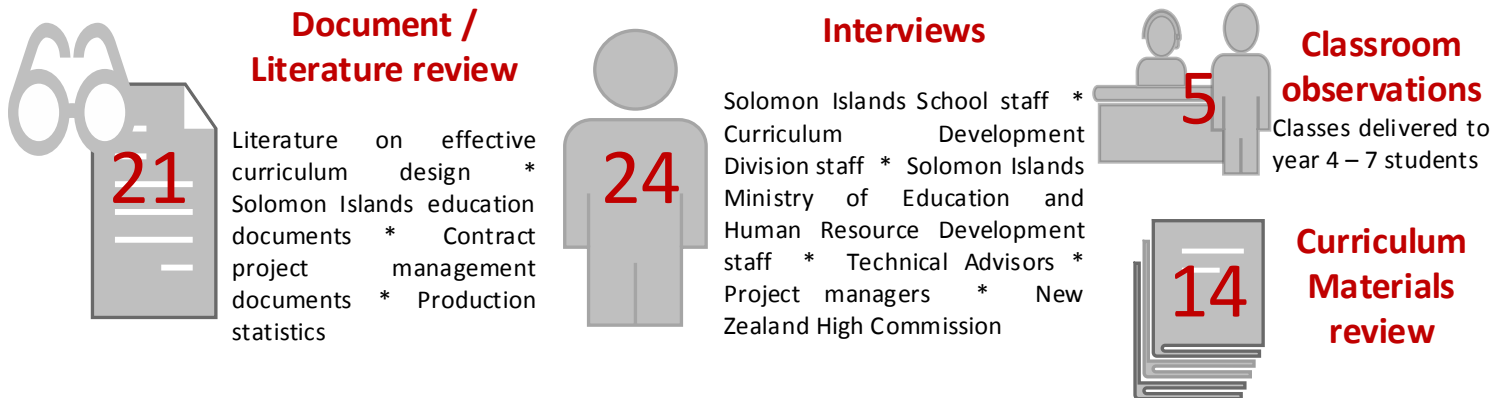 Document /
Literature review
21
Literature on effective
curriculum design *
Solomon Islands education
documents * Contract
project management
documents * Production
statistics
Interviews
24
Solomon Islands School staff *
Curriculum Development
Division staff * Solomon Islands
Ministry of Education and
Human Resource Development
staff * Technical Advisors *
Project managers * New
Zealand High Commission
Classroom
observations
5
Classes delivered to
year 4 – 7 students
Curriculum
Materials
review
14